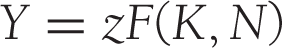 Y = zF(K, N)